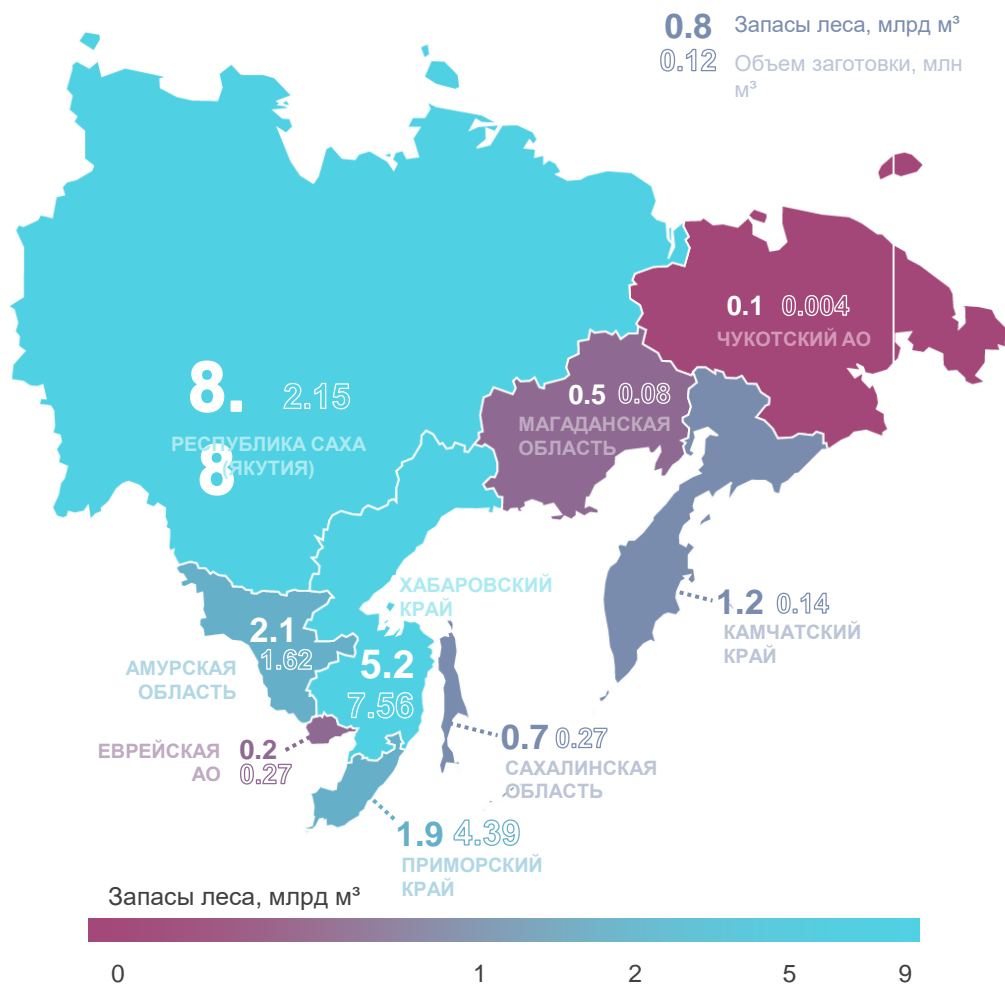 0.8 Запасы леса, млрд м³
0.12 Объем заготовки, млн
м³
0.1 0.004
ЧУКОТСКИЙ АО
8. 2.15
8
РЕСПУБЛИКА САХА
(ЯКУТИЯ)
0.5 0.08
МАГАДАНСКАЯ
ОБЛАСТЬ
ХАБАРОВСКИЙ
КРАЙ
5.2
7.56
1.2 0.14
КАМЧАТСКИЙ
КРАЙ
2.1
1.62
АМУРСКАЯ
ОБЛАСТЬ
0.7 0.27
САХАЛИНСКАЯ
ОБЛАСТЬ
ЕВРЕЙСКАЯ
АО
0.2
0.27
1.9 4.39
ПРИМОРСКИЙ
КРАЙ
Запасы леса, млрд м³
0 1 2 5 9